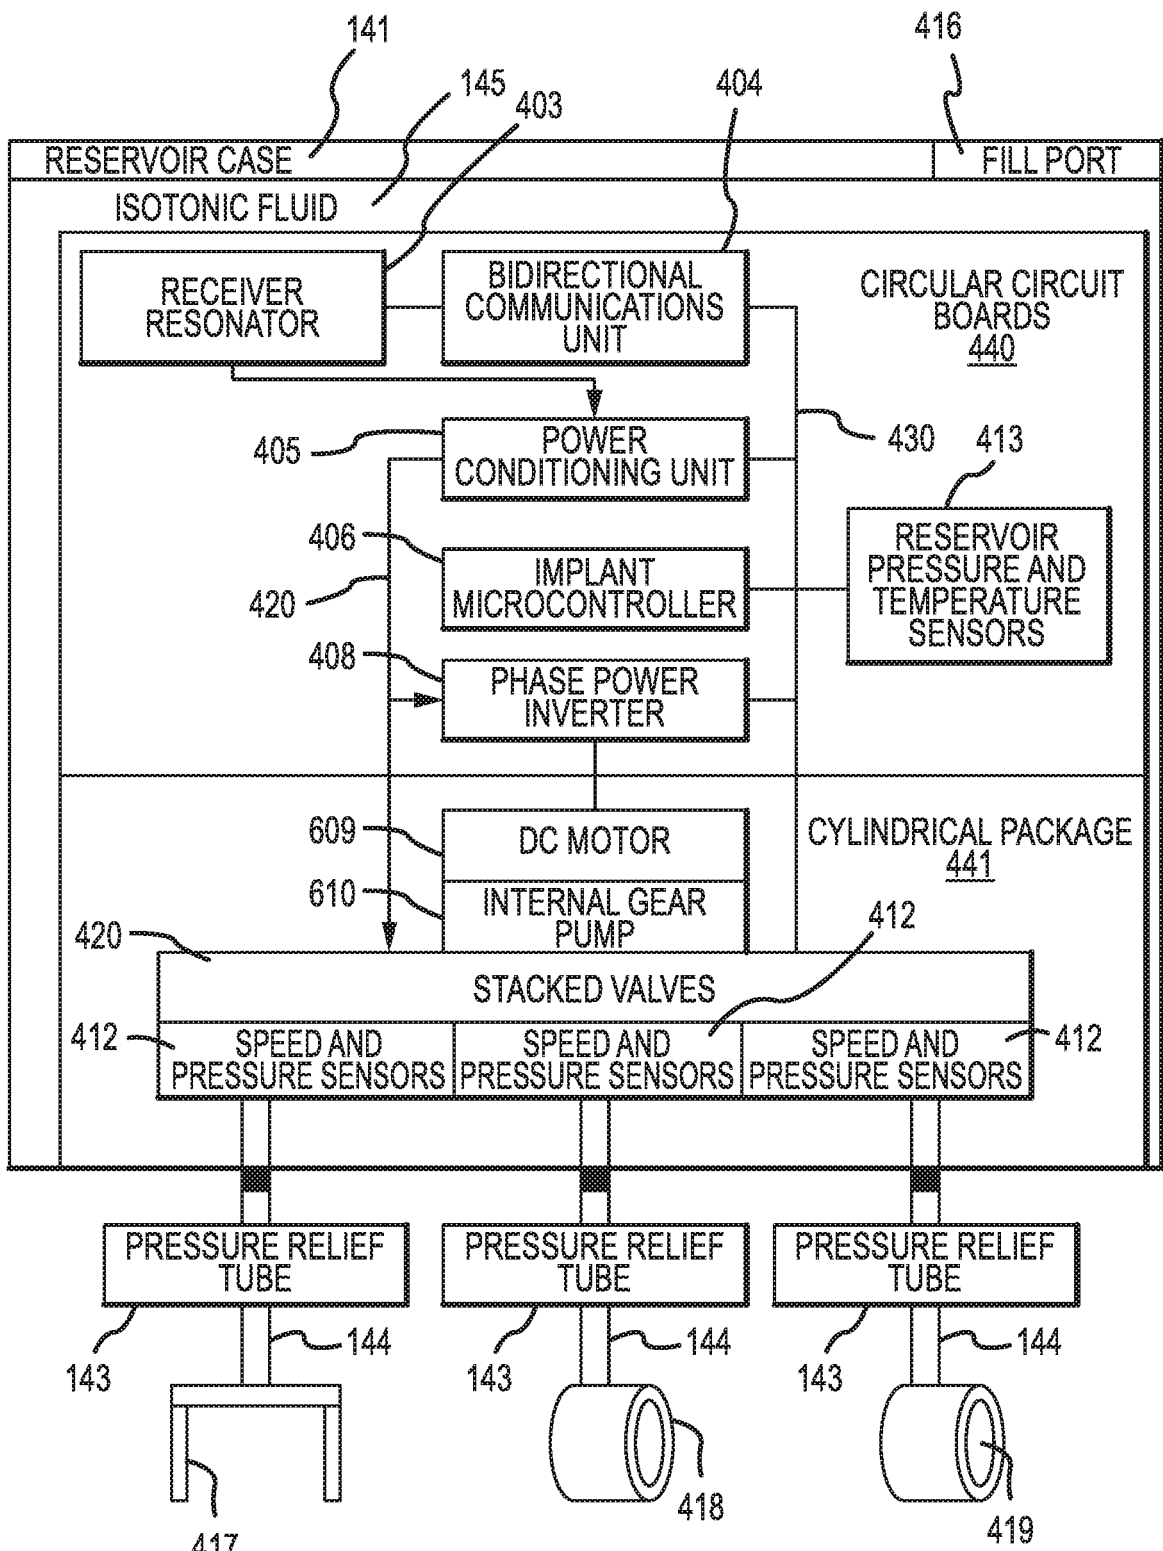 141
416
145
403
404
RESERVOIR CASE
FILL PORT
ISOTONIC FLUID
RECEIVER
RESONATOR
BIDIRECTIONAL
COMMUNICATIONS
UNIT
CIRCULAR CIRCUIT
BOARDS
440
405
POWER
CONDITIONING UNIT
430
413
406
420
IMPLANT
MICROCONTROLLER
RESERVOIR
PRESSURE AND
TEMPERATURE
SENSORS
408
PHASE POWER
INVERTER
609
DC MOTOR
CYLINDRICAL PACKAGE
441
610
INTERNAL GEAR
PUMP
412
420
STACKED VALVES
412
SPEED AND
PRESSURE SENSORS
SPEED AND
PRESSURE SENSORS
SPEED AND
PRESSURE SENSORS
412
PRESSURE RELIEF
TUBE
PRESSURE RELIEF
TUBE
PRESSURE RELIEF
TUBE
143
144
143
144
143
144
417
418
419